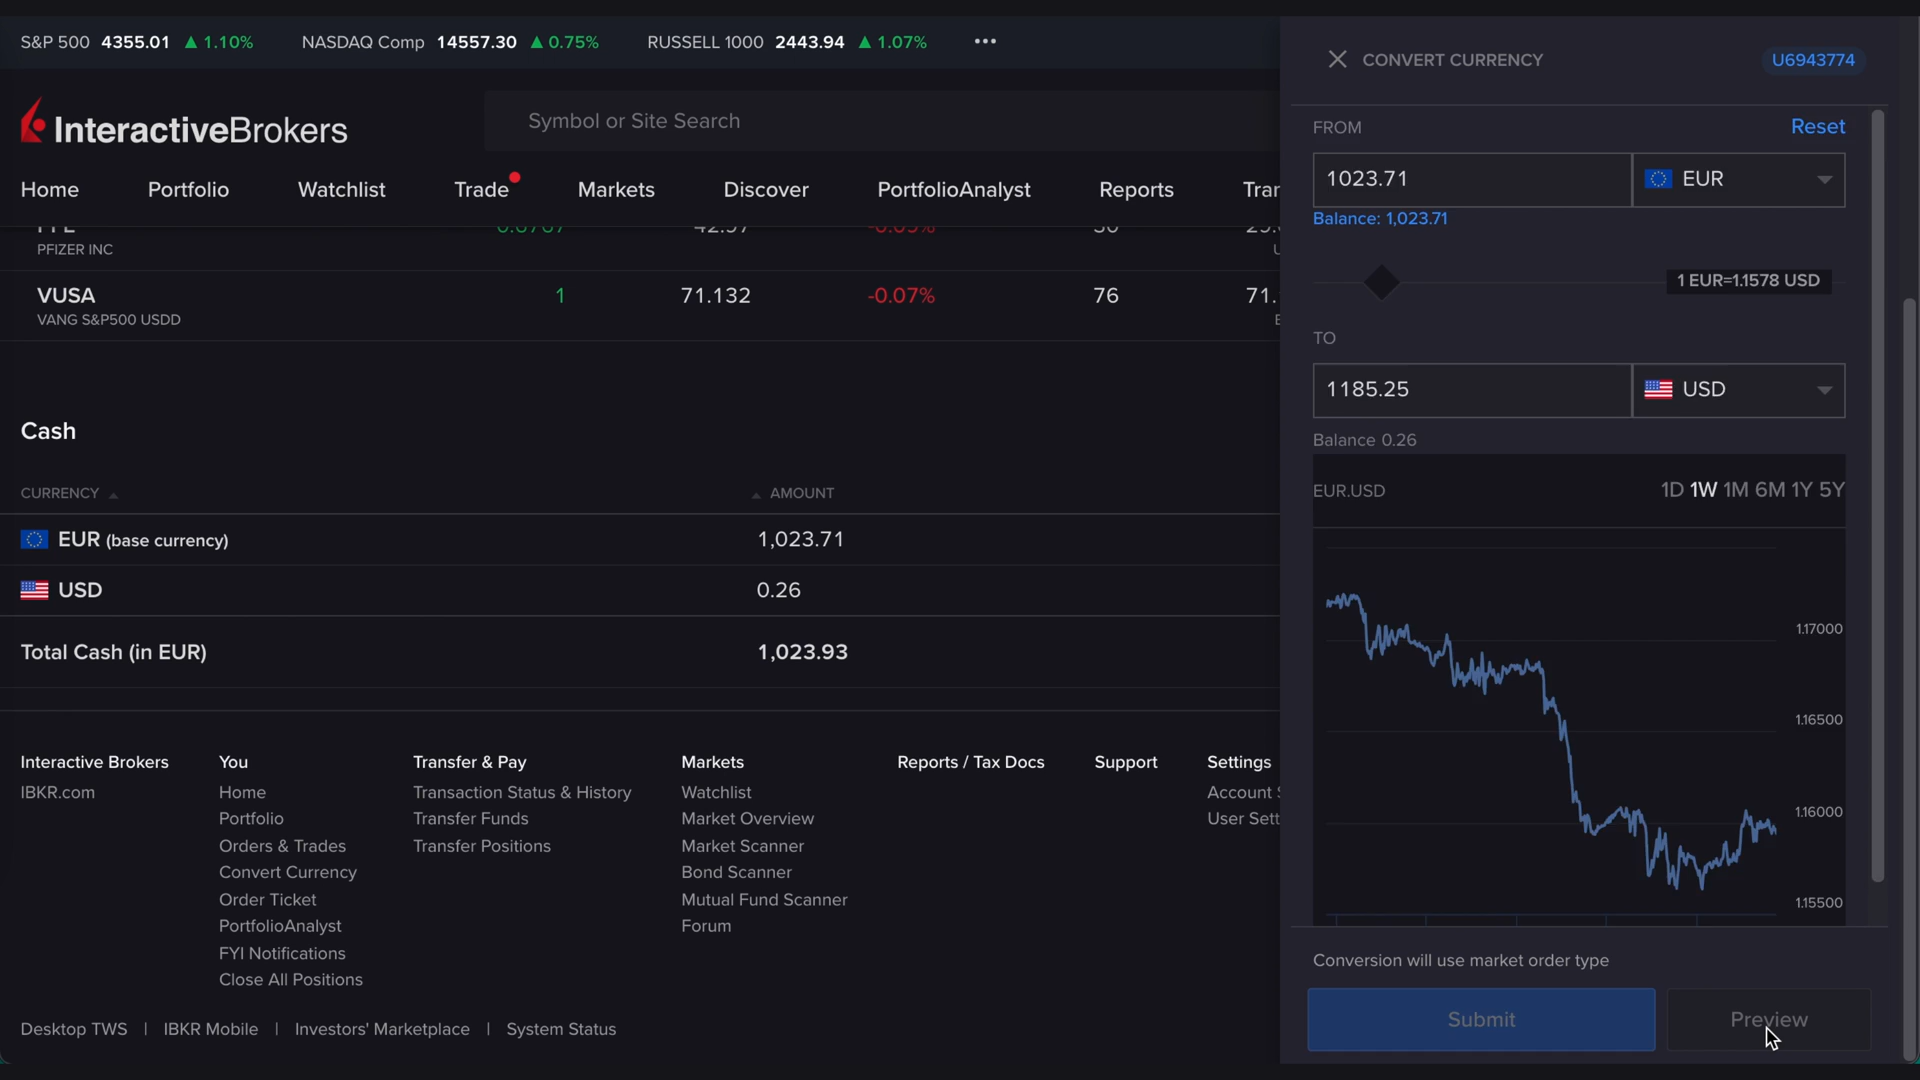 S&P 500 4355.01 ▲ 1.10% NASDAQ Comp 14557.30 ▲ 0.75% RUSSELL 1000 2443.94 ▲ 1.07% •••
InteractiveBrokers
Symbol or Site Search
Home Portfolio Watchlist Trade Markets Discover PortfolioAnalyst Reports
PFIZER INC
VUSA 1 71.132 -0.07% 76 71.
VANG S&P500 USDD
Cash
CURRENCY AMOUNT
EUR (base currency) 1,023.71
USD 0.26
Total Cash (in EUR) 1,023.93
Interactive Brokers
IBKR.com
You
Home
Portfolio
Orders & Trades
Convert Currency
Order Ticket
PortfolioAnalyst
FYI Notifications
Close All Positions
Transfer & Pay
Transaction Status & History
Transfer Funds
Transfer Positions
Markets
Watchlist
Market Overview
Market Scanner
Bond Scanner
Mutual Fund Scanner
Forum
Reports / Tax Docs
Support
Settings
Account
User Sett
Desktop TWS | IBKR Mobile | Investors' Marketplace | System Status
CONVERT CURRENCY U6943774
FROM Reset
1023.71 EUR
Balance: 1,023.71
1 EUR=1.1578 USD
TO
1185.25 USD
Balance 0.26
EUR.USD 1D 1W 1M 6M 1Y 5Y
1.17000
1.16500
1.16000
1.15500
Conversion will use market order type
Submit Preview